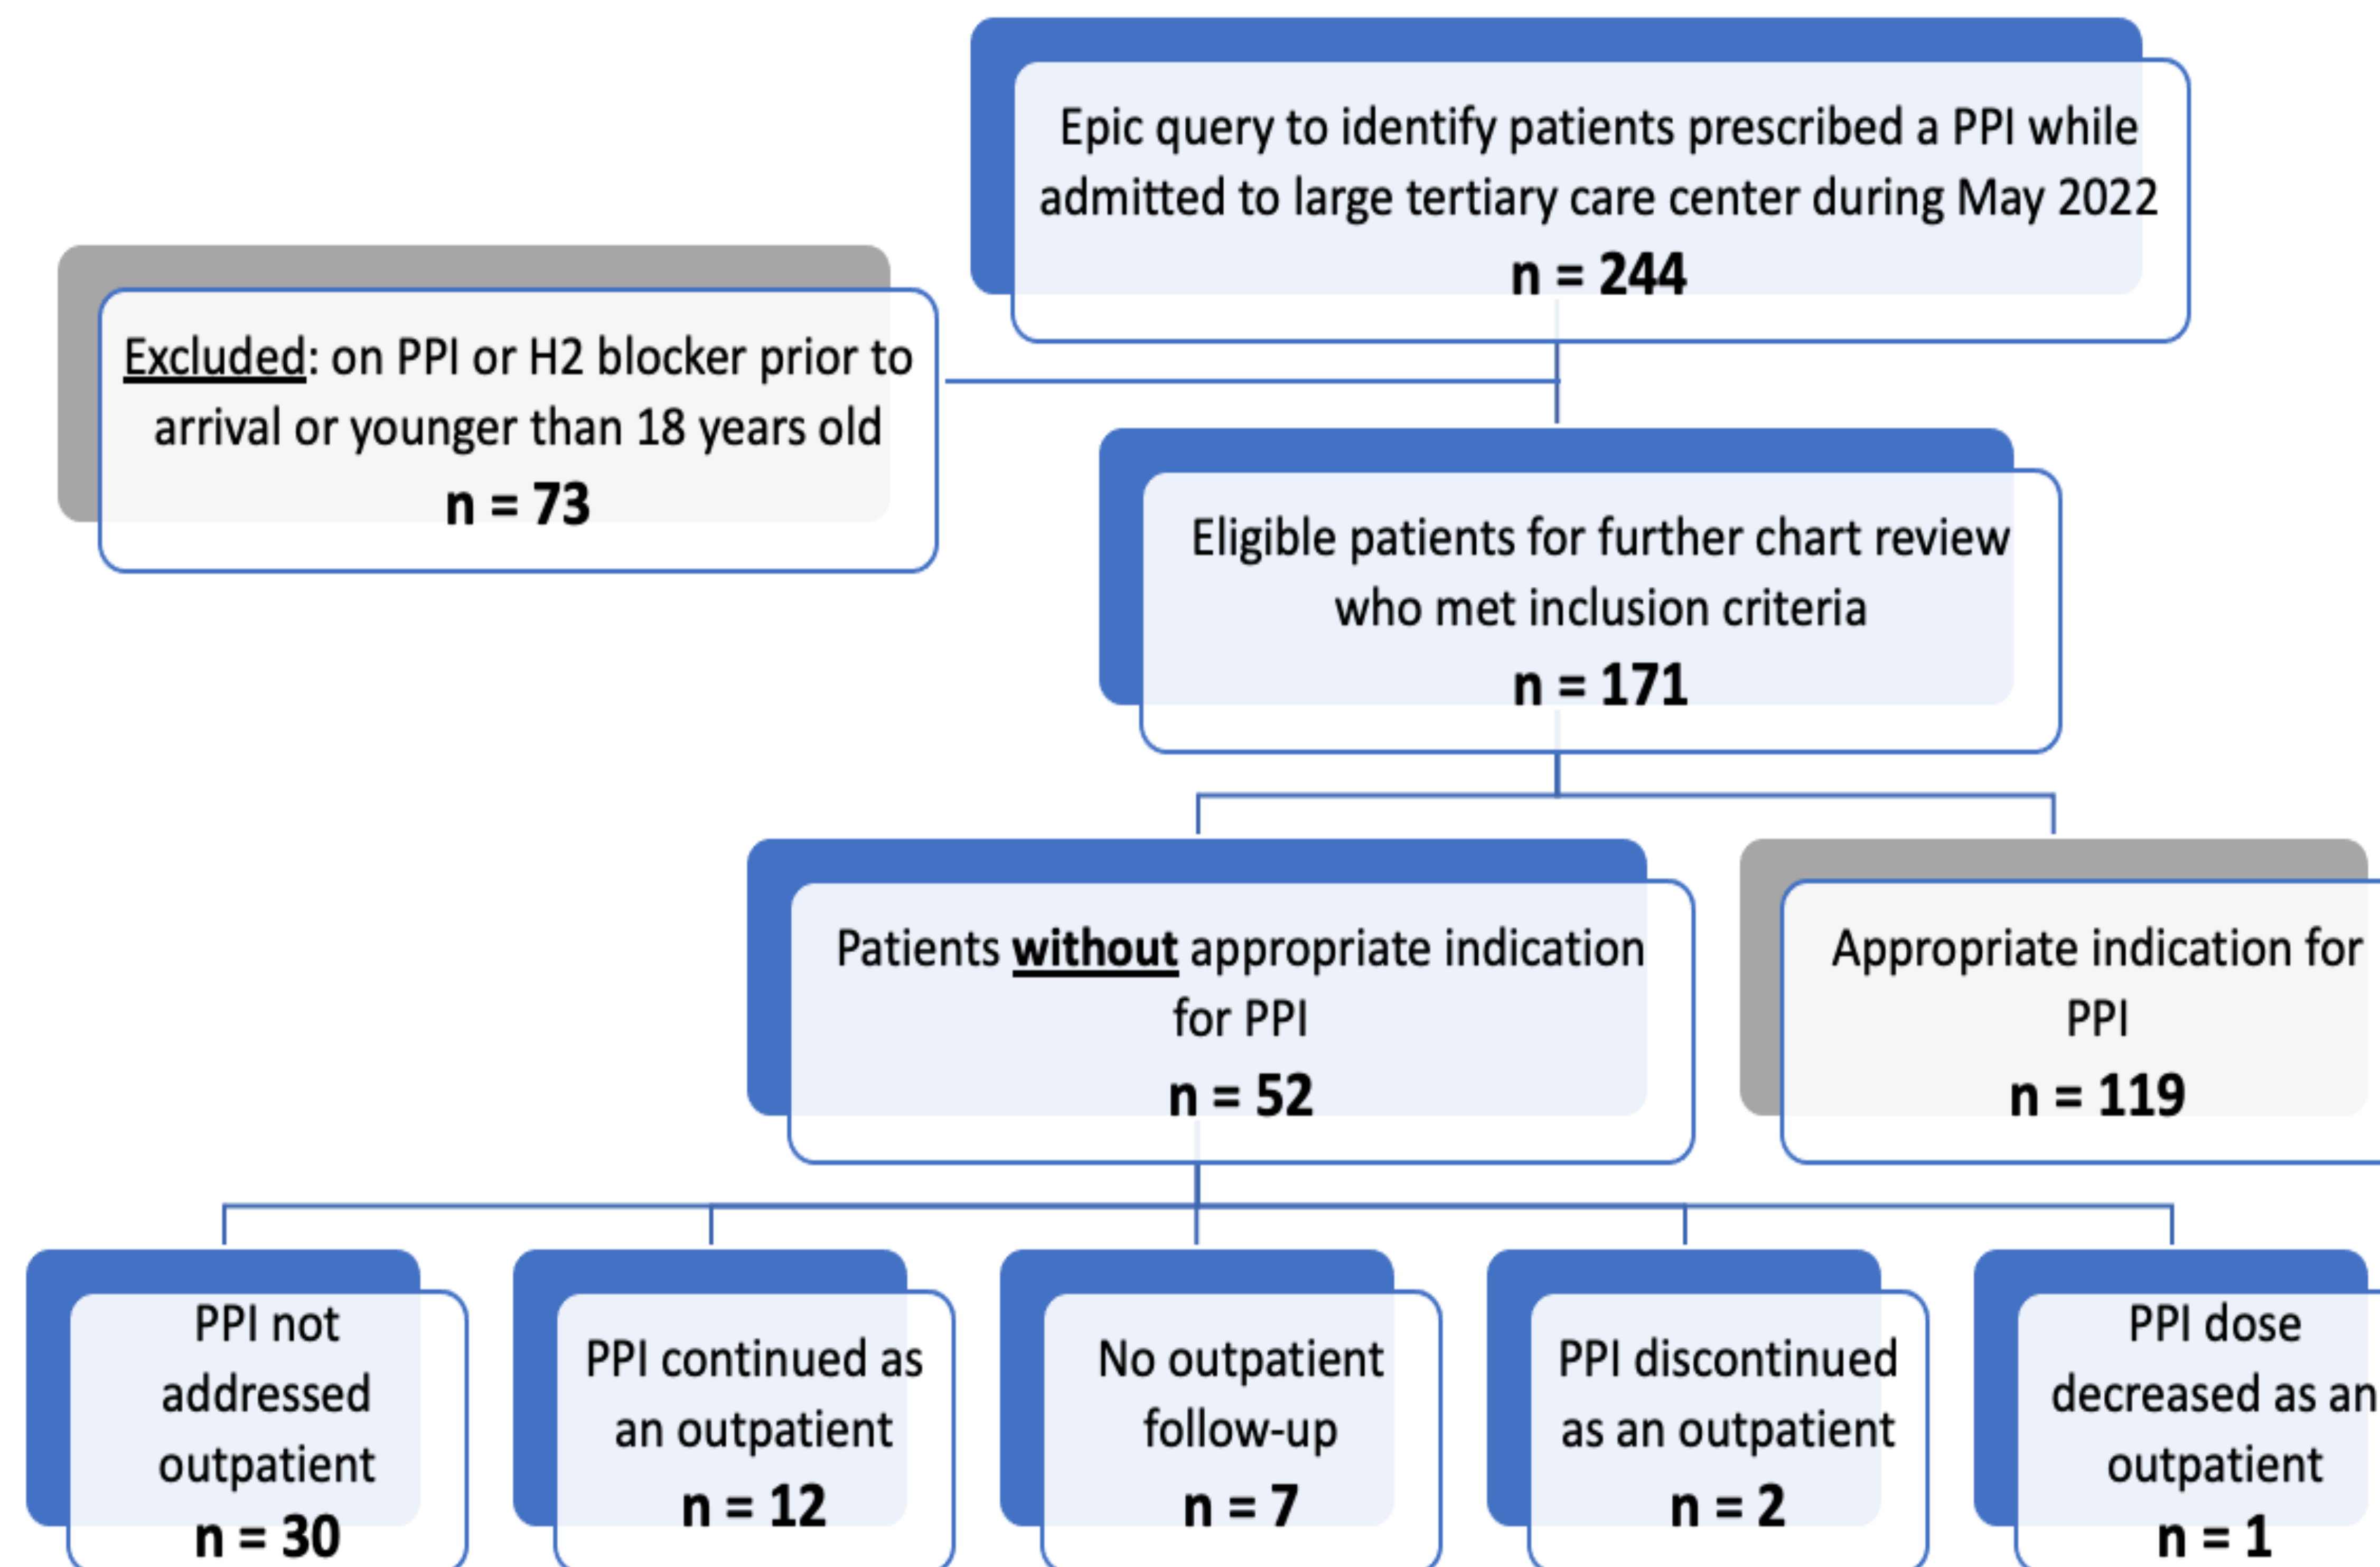 Epic query to identify patients prescribed a PPI while
admitted to large tertiary care center during May 2022
n = 244
Excluded: on PPI or H2 blocker prior to
arrival or younger than 18 years old
n = 73
Eligible patients for further chart review
who met inclusion criteria
n = 171
Patients without appropriate indication
for PPI
n = 52
Appropriate indication for
PPI
n = 119
PPI not
addressed
outpatient
n = 30
PPI continued as
an outpatient
n = 12
No outpatient
follow-up
n = 7
PPI discontinued
as an outpatient
n = 2
PPI dose
decreased as an
outpatient
n = 1